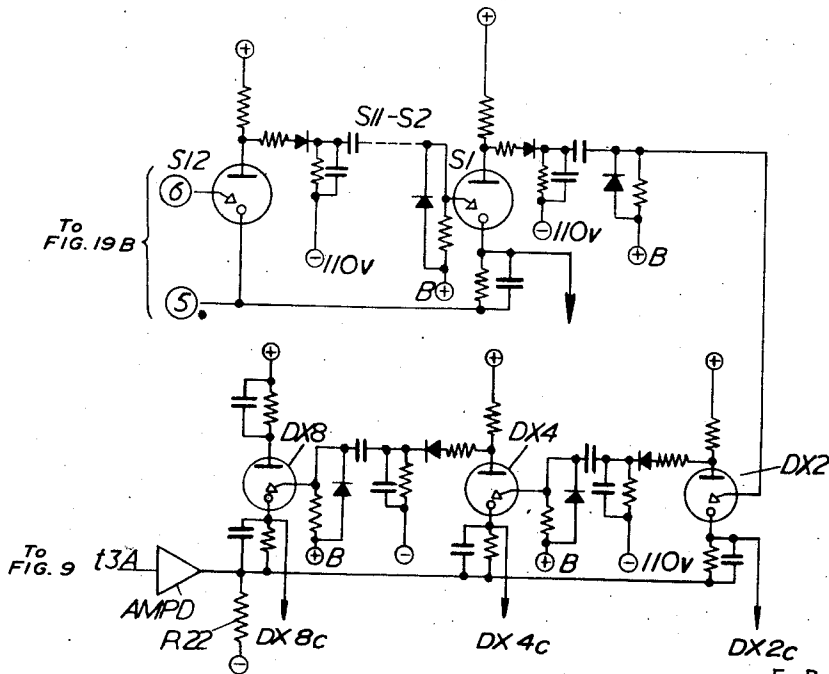 +
+
S11-S2
S12
S1
6
To
FIG. 19 B
- 110v
- 110v
B
+
+ B
5
+
+
+
DX8
DX4
DX2
+ B
-
+ B
- 110v
To
FIG. 9
t3A
AMPD
R22
-
DX8c
DX4c
DX2c